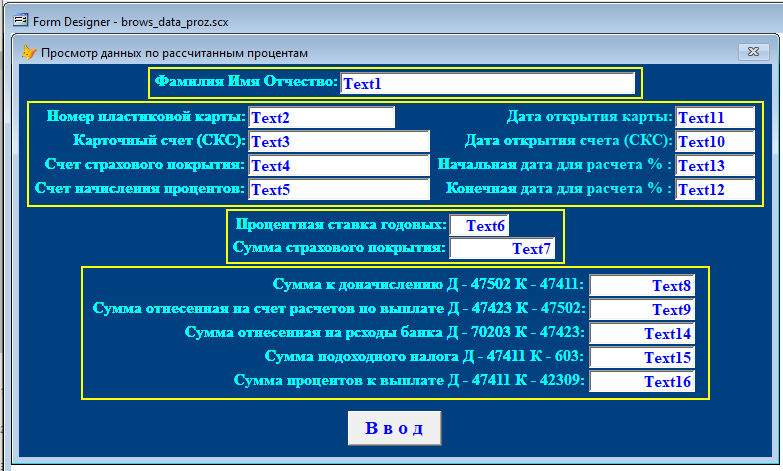 Form Designer - brows_data_proz.scx
Просмотр данных по рассчитанным процентам
Фамилия Имя Отчество: Text1
Номер пластиковой карты: Text2 Дата открытия карты: Text11
Карточный счет (СКС): Text3 Дата открытия счета (СКС): Text10
Счет страхового покрытия: Text4 Начальная дата для расчета % : Text13
Счет начисления процентов: Text5 Конечная дата для расчета % : Text12
Процентная ставка годовых: Text6
Сумма страхового покрытия: Text7
Сумма к доначислению Д - 47502 К - 47411: Text8
Сумма отнесенная на счет расчетов по выплате Д - 47423 К - 47502: Text9
Сумма отнесенная на рсходы банка Д - 70203 К - 47423: Text14
Сумма подоходного налога Д - 47411 К - 603: Text15
Сумма процентов к выплате Д - 47411 К - 42309: Text16
В в о д